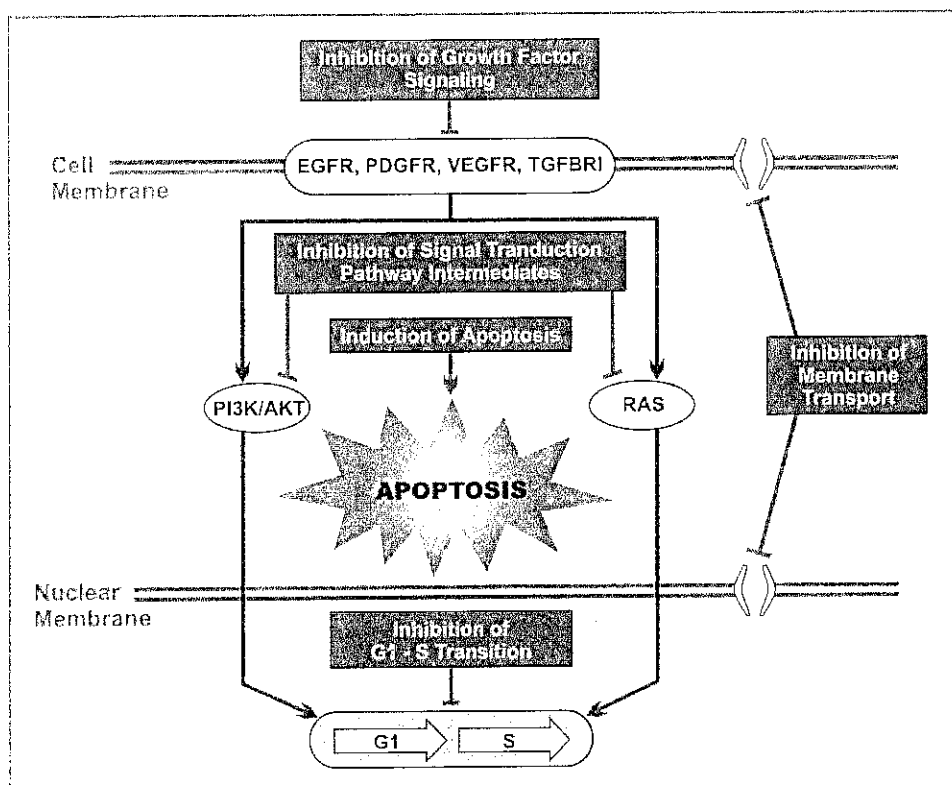 Inhibition of Growth Factor
Signaling
Cell
Membrane
EGFR, PDGFR, VEGFR, TGFBRI
Inhibition of Signal Tranduction
Pathway Intermediates
Induction of Apoptosis
Inhibition of
Membrane
Transport
PI3K/AKT
RAS
APOPTOSIS
Nuclear
Membrane
Inhibition of
G1 - S Transition
G1
S